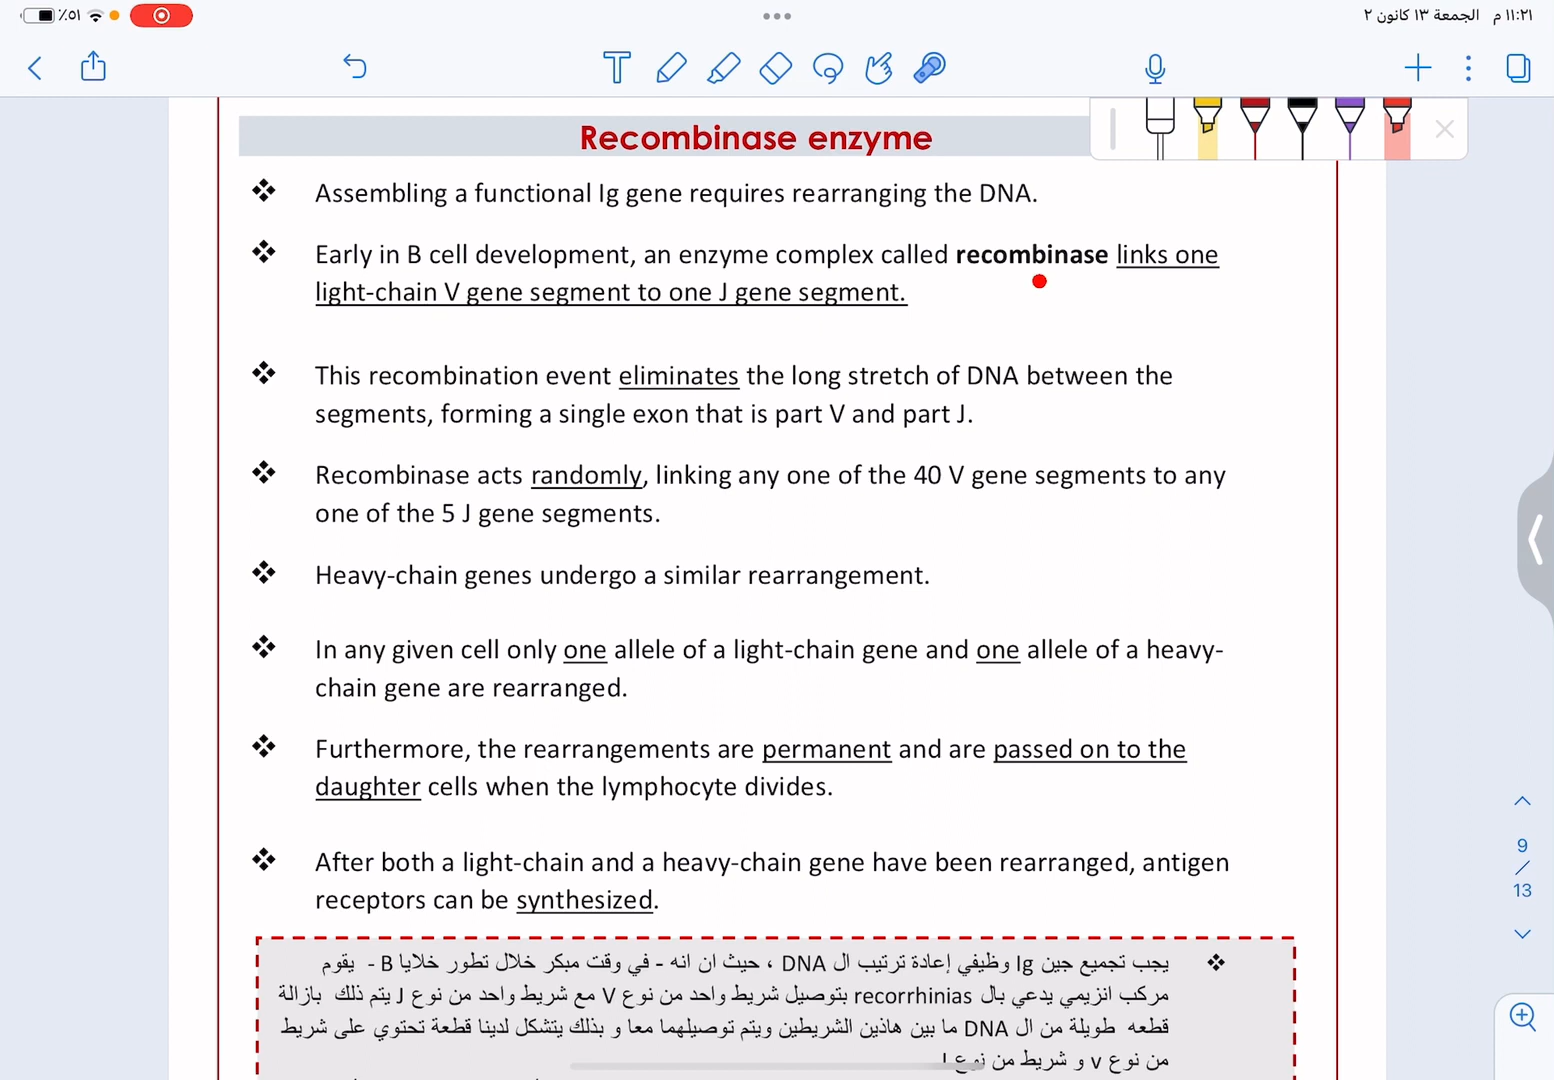 ٪٥١
١١:٢١ م الجمعة ١٣ كانون ٢
Recombinase enzyme
Assembling a functional Ig gene requires rearranging the DNA.
Early in B cell development, an enzyme complex called recombinase links one
light-chain V gene segment to one J gene segment.
This recombination event eliminates the long stretch of DNA between the
segments, forming a single exon that is part V and part J.
Recombinase acts randomly, linking any one of the 40 V gene segments to any
one of the 5 J gene segments.
Heavy-chain genes undergo a similar rearrangement.
In any given cell only one allele of a light-chain gene and one allele of a heavy-
chain gene are rearranged.
Furthermore, the rearrangements are permanent and are passed on to the
daughter cells when the lymphocyte divides.
After both a light-chain and a heavy-chain gene have been rearranged, antigen
receptors can be synthesized.
يجب تجميع جين Ig وظيفي إعادة ترتيب ال DNA ، حيث ان انه - في وقت مبكر خلال تطور خلايا B - يقوم
مركب انزيمي يدعي بال recorrhinias بتوصيل شريط واحد من نوع V مع شريط واحد من نوع J يتم ذلك بازالة
قطعه طويلة من ال DNA ما بين هاذين الشريطين ويتم توصيلهما معا و بذلك يتشكل لدينا قطعة تحتوي على شريط
من نوع v و شريط من نوع J
9
/
13